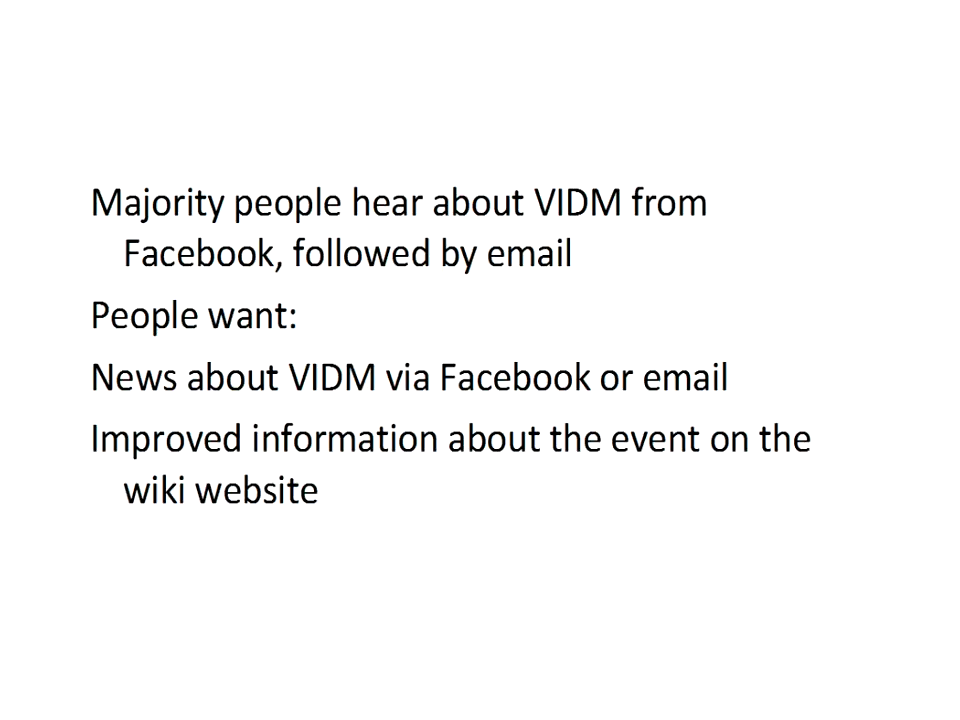 Majority people hear about VIDM from
Facebook, followed by email
People want:
News about VIDM via Facebook or email
Improved information about the event on the
wiki website